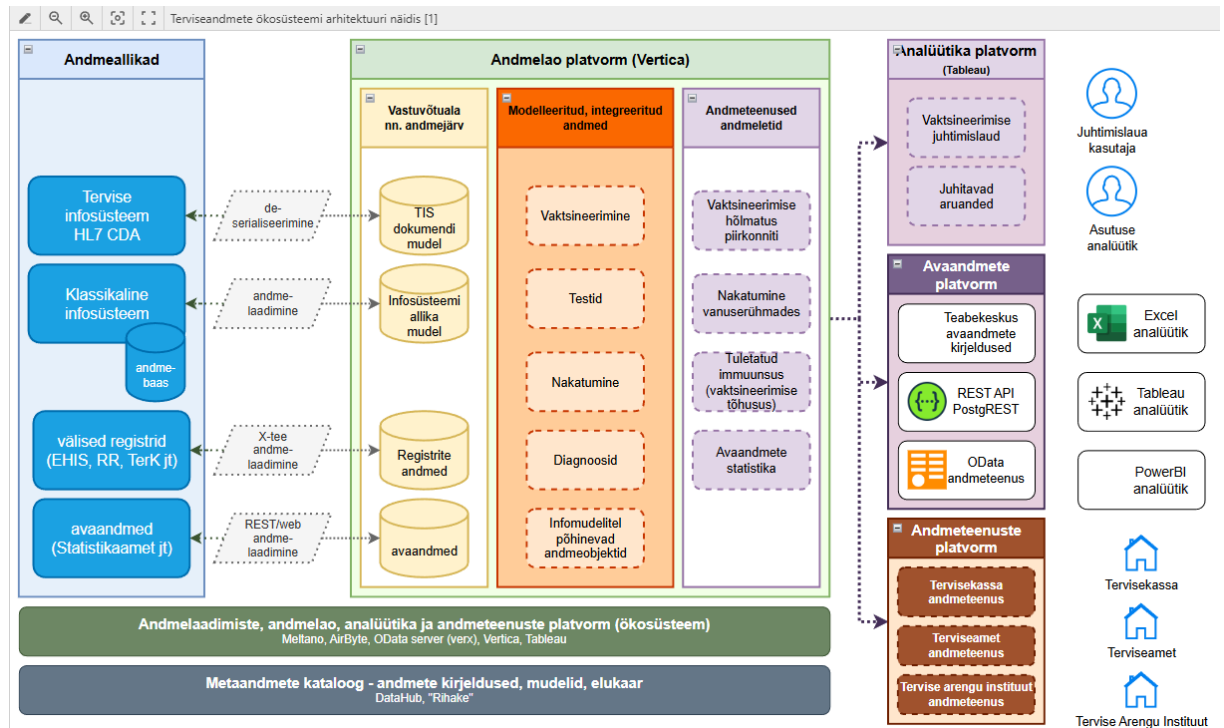 Terviseandmete ökosüsteemi arhitektuuri näidis [1]
Andmeallikad
Tervise
infosüsteem
HL7 CDA
Klassikaline
infosüsteem
andme-
baas
välised registrid
(EHIS, RR, TerK jt)
avaandmed
(Statistikaamet jt)
de-
serialiseerimine
andme-
laadimine
X-tee
andme-
laadimine
REST/web
andme-
laadimine
Andmelao platvorm (Vertica)
Vastuvõtuala
nn. andmejärv
TIS
dokumendi
mudel
Infosüsteemi
allika
mudel
Registrite
andmed
avaandmed
Modelleeritud, integreeritud
andmed
Vaktsineerimine
Testid
Nakatumine
Diagnoosid
Infomudelitel
põhinevad
andmeobjektid
Andmeteenused
andmeletid
Vaktsineerimise
hõlmatus
piirkonniti
Nakatumine
vanuserühmades
Tuletatud
immuunsus
(vaktsineerimise
tõhusus)
Avaandmete
statistika
Analüütika platvorm
(Tableau)
Vaktsineerimise
juhtimislaud
Juhitavad
aruanded
Avaandmete
platvorm
Teabekeskus
avaandmete
kirjeldused
{···}
REST API
PostgREST
OData
andmeteenus
Andmeteenuste
platvorm
Tervisekassa
andmeteenus
Terviseamet
andmeteenus
Tervise arengu instituut
andmeteenus
Juhtimislaua
kasutaja
Asutuse
analüütik
X
Excel
analüütik
Tableau
analüütik
PowerBI
analüütik
Tervisekassa
Terviseamet
Tervise Arengu Instituut
Andmelaadimiste, andmelao, analüütika ja andmeteenuste platvorm (ökosüsteem)
Meltano, AirByte, OData server (verx), Vertica, Tableau
Metaandmete kataloog - andmete kirjeldused, mudelid, elukaar
DataHub, "Rihake"